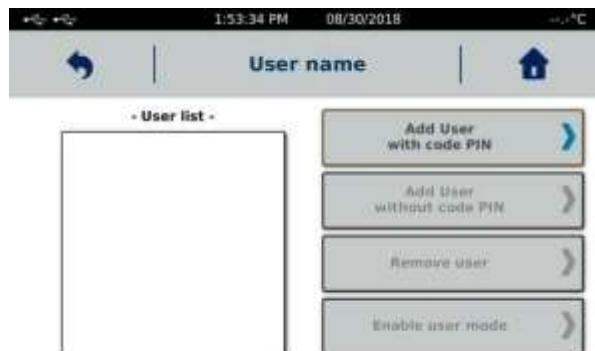 1:53:34 PM 08/30/2018 --.-°C
User name
- User list -
Add User
with code PIN
Add User
without code PIN
Remove user
Enable user mode